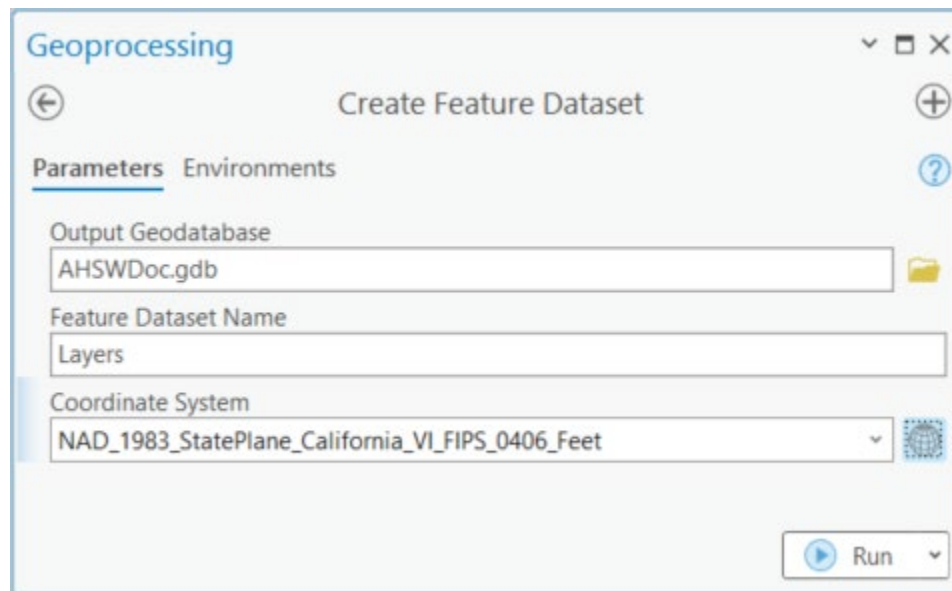 Geoprocessing
Create Feature Dataset
Parameters Environments
Output Geodatabase
AHSWDoc.gdb
Feature Dataset Name
Layers
Coordinate System
NAD_1983_StatePlane_California_VI_FIPS_0406_Feet
Run